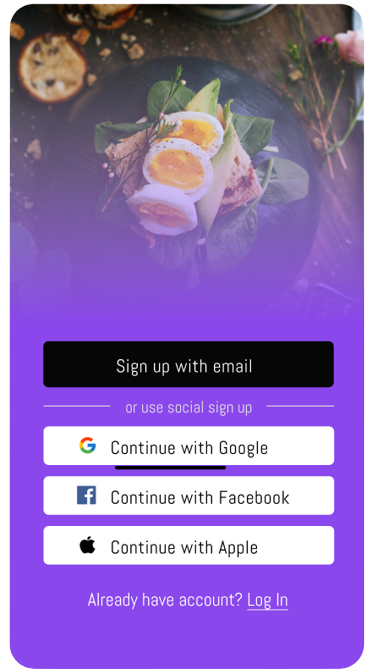 Sign up with email
or use social sign up
Continue with Google
Continue with Facebook
Continue with Apple
Already have account? Log In